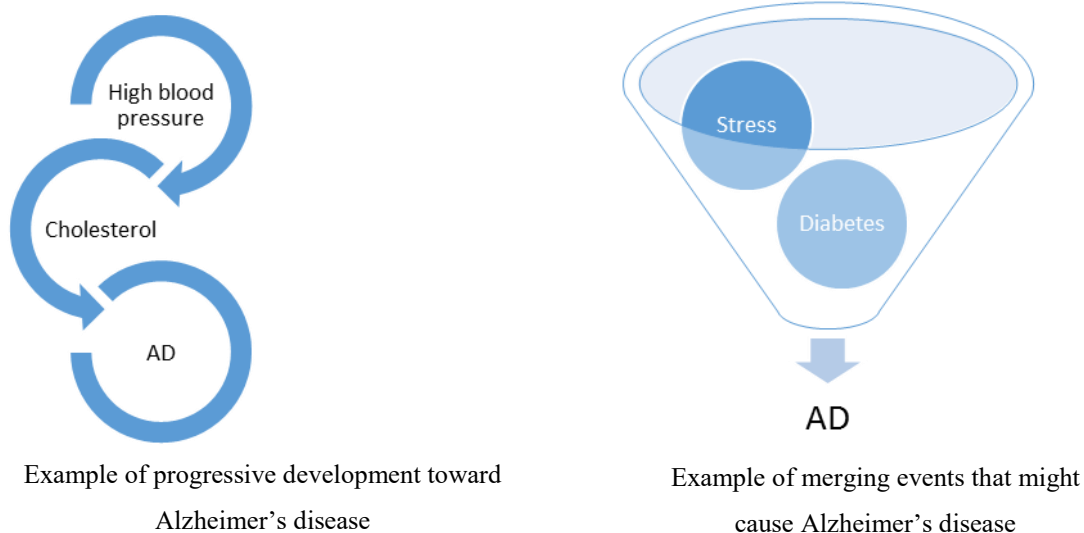 High blood
pressure
Cholesterol
AD
Example of progressive development toward
Alzheimer’s disease
Stress
Diabetes
AD
Example of merging events that might
cause Alzheimer’s disease